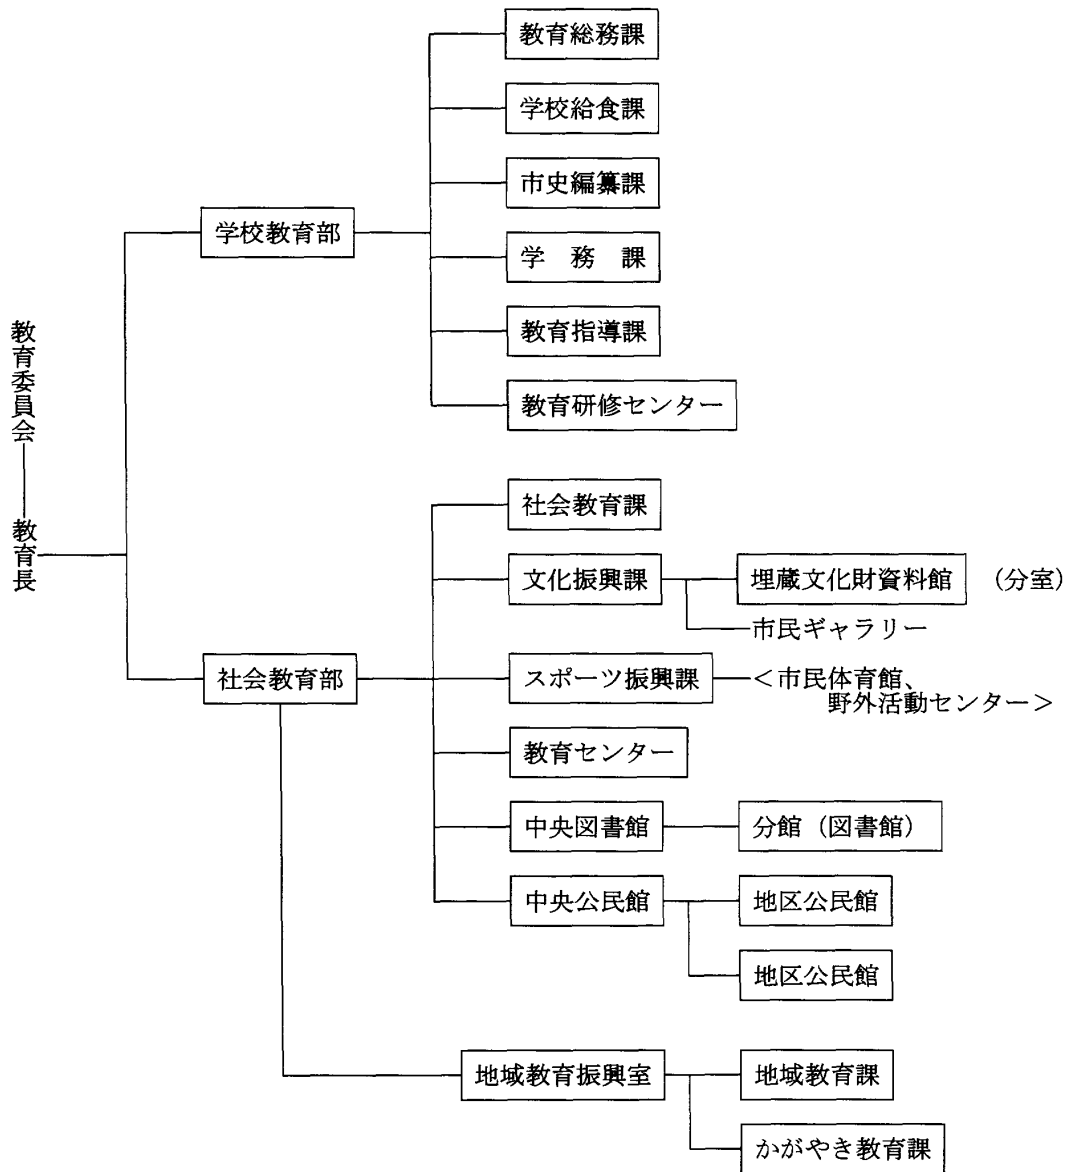 教育委員会
教育長
学校教育部
教育総務課
学校給食課
市史編纂課
学 務 課
教育指導課
教育研修センター
社会教育部
社会教育課
文化振興課
埋蔵文化財資料館 (分室)
市民ギャラリー
スポーツ振興課
<市民体育館、
野外活動センター>
教育センター
中央図書館
分館 (図書館)
中央公民館
地区公民館
地区公民館
地域教育振興室
地域教育課
かがやき教育課